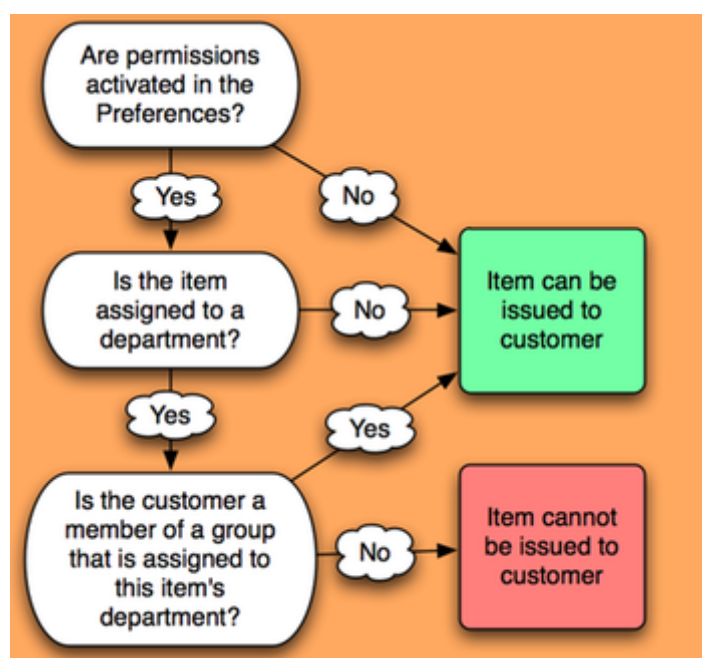 Are permissions
activated in the
Preferences?
Yes
No
Is the item
assigned to a
department?
No
Item can be
issued to
customer
Yes
Yes
Is the customer a
member of a group
that is assigned to
this item's
department?
No
Item cannot
be issued to
customer